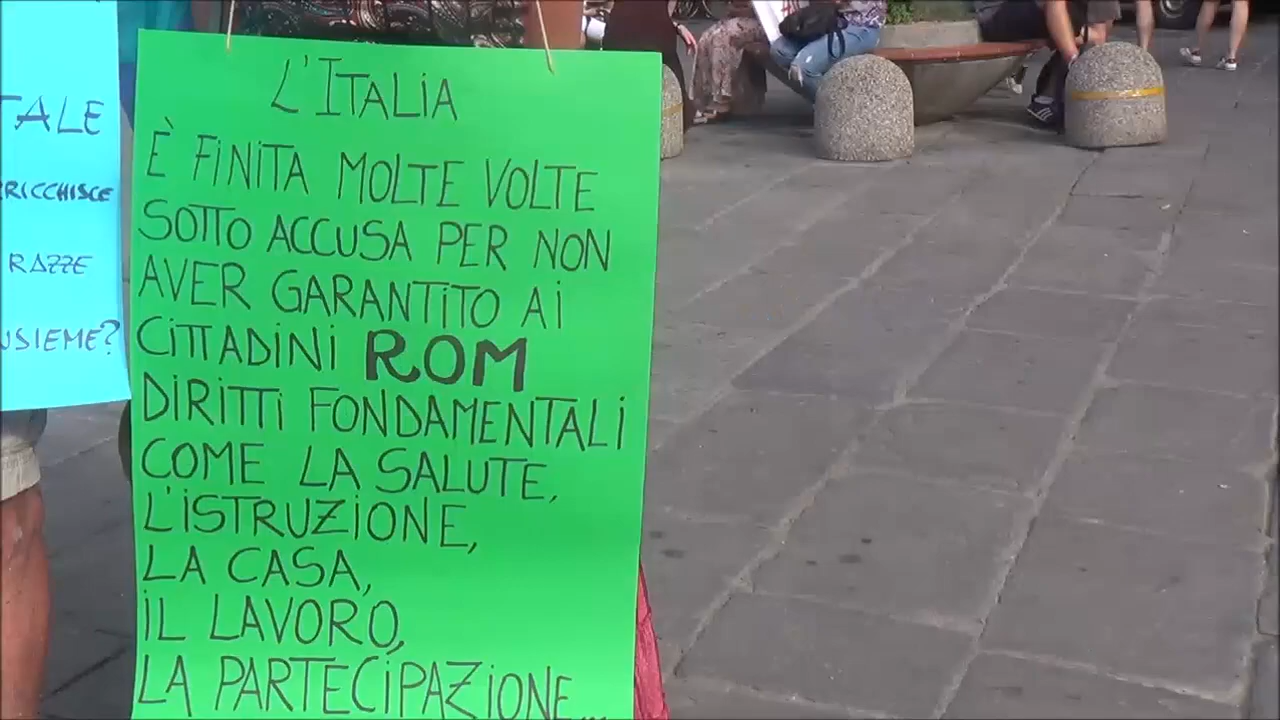 L'ITALIA
È FINITA MOLTE VOLTE
SOTTO ACCUSA PER NON
AVER GARANTITO AI
CITTADINI ROM
DIRITTI FONDAMENTALI
COME LA SALUTE,
L'ISTRUZIONE,
LA CASA,
IL LAVORO,
LA PARTECIPAZIONE...
TALE
RICCHISCE
RAZZE
NSIEME?